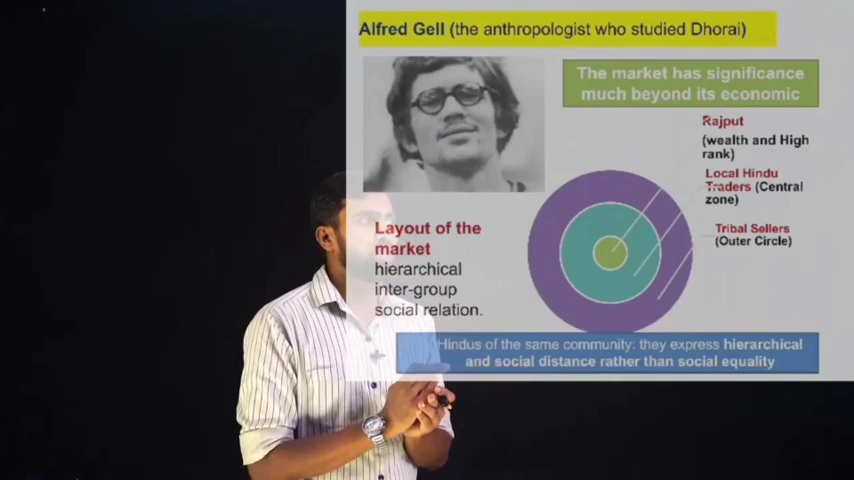 Alfred Gell (the anthropologist who studied Dhorai)
The market has significance
much beyond its economic
Rajput
(wealth and High
rank)
Local Hindu
Traders (Central
zone)
Tribal Sellers
(Outer Circle)
Layout of the
market
hierarchical
inter-group
social relation.
Hindus of the same community: they express hierarchical
and social distance rather than social equality